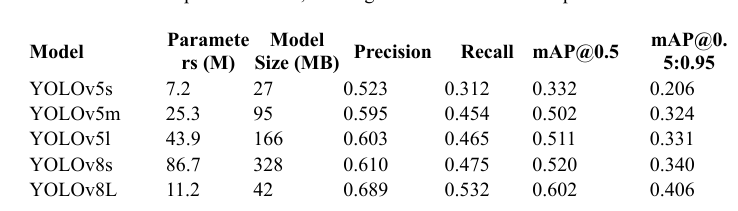 Model Parameters (M) Model Size (MB) Precision Recall mAP@0.5 mAP@0.5:0.95
YOLOv5s 7.2 27 0.523 0.312 0.332 0.206
YOLOv5m 25.3 95 0.595 0.454 0.502 0.324
YOLOv5l 43.9 166 0.603 0.465 0.511 0.331
YOLOv8s 86.7 328 0.610 0.475 0.520 0.340
YOLOv8L 11.2 42 0.689 0.532 0.602 0.406